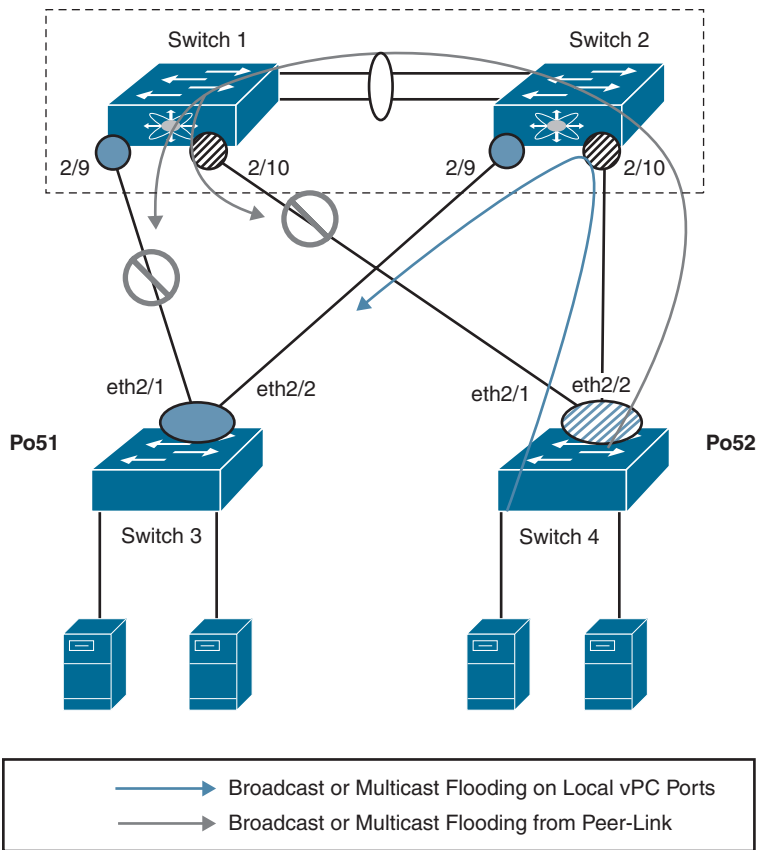 Switch 1
Switch 2
2/9
2/10
2/9
2/10
eth2/1
eth2/2
eth2/1
eth2/2
Po51
Po52
Switch 3
Switch 4
Broadcast or Multicast Flooding on Local vPC Ports
Broadcast or Multicast Flooding from Peer-Link